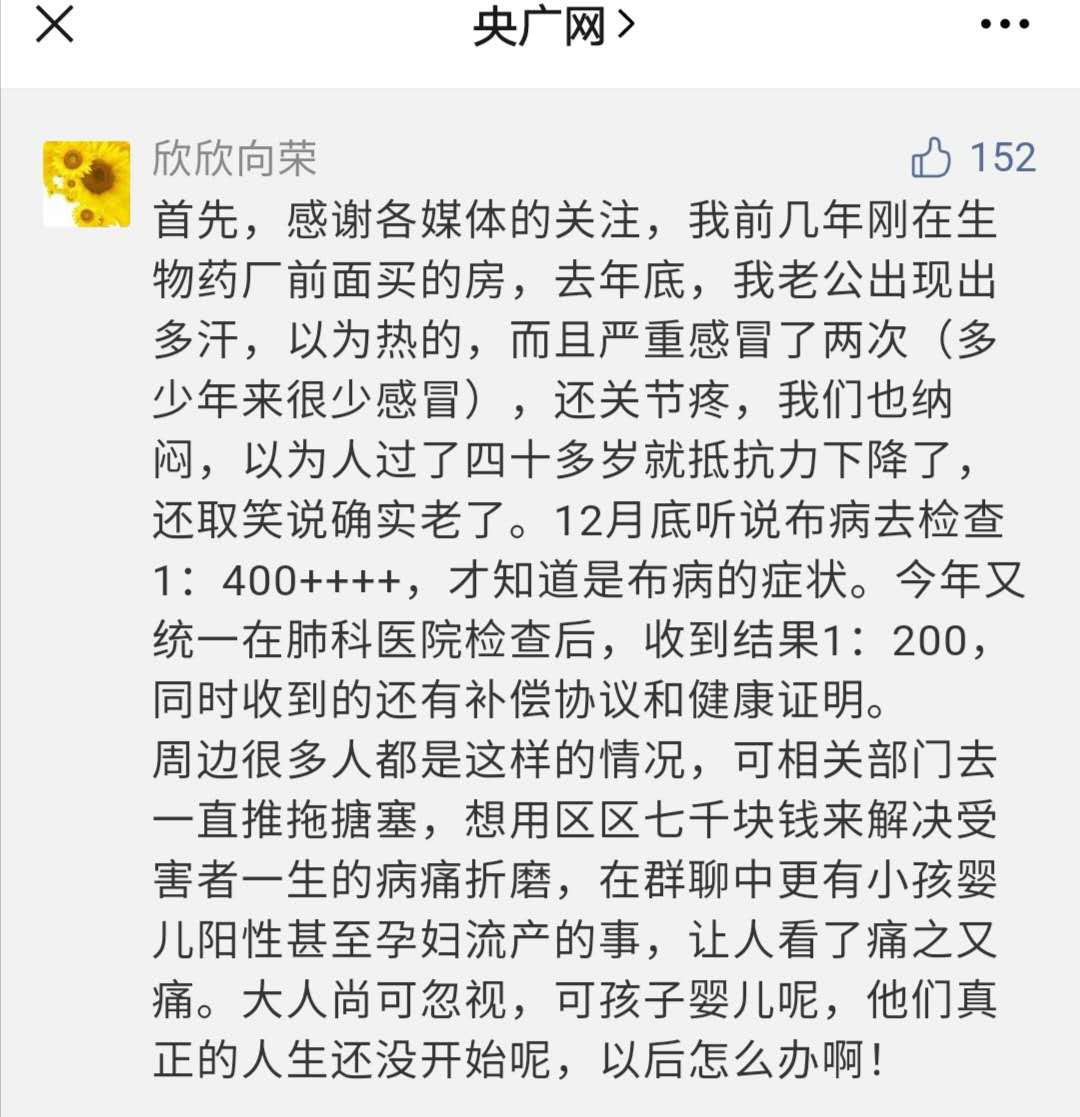 央广网
欣欣向荣
152
首先，感谢各媒体的关注，我前几年刚在生
物药厂前面买的房，去年底，我老公出现出
多汗，以为热的，而且严重感冒了两次（多
少年来很少感冒），还关节疼，我们也纳
闷，以为人过了四十多岁就抵抗力下降了，
还取笑说确实老了。12月底听说布病去检查
1：400++++，才知道是布病的症状。今年又
统一在肺科医院检查后，收到结果1：200，
同时收到的还有补偿协议和健康证明。
周边很多人都是这样的情况，可相关部门去
一直推拖搪塞，想用区区七千块钱来解决受
害者一生的病痛折磨，在群聊中更有小孩婴
儿阳性甚至孕妇流产的事，让人看了痛之又
痛。大人尚可忽视，可孩子婴儿呢，他们真
正的人生还没开始呢，以后怎么办啊！